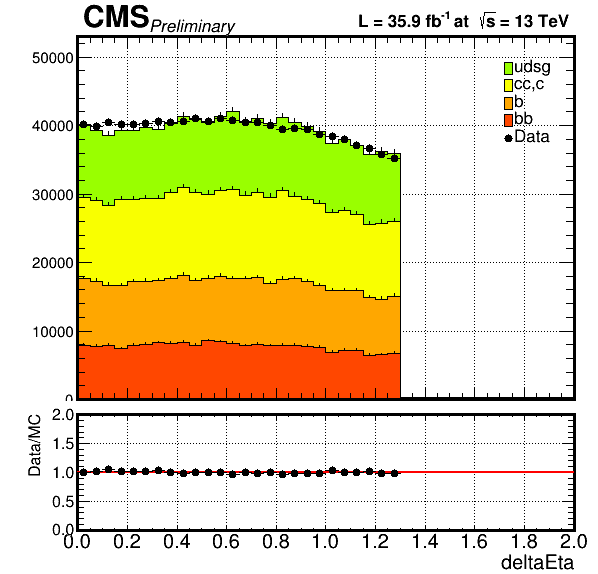 CMS Preliminary L = 35.9 fb⁻¹ at √s = 13 TeV
50000
40000
30000
20000
10000
0
udsg
cc,c
b
bb
Data
Data/MC
2.0
1.5
1.0
0.5
0.0
0.0 0.2 0.4 0.6 0.8 1.0 1.2 1.4 1.6 1.8 2.0
deltaEta